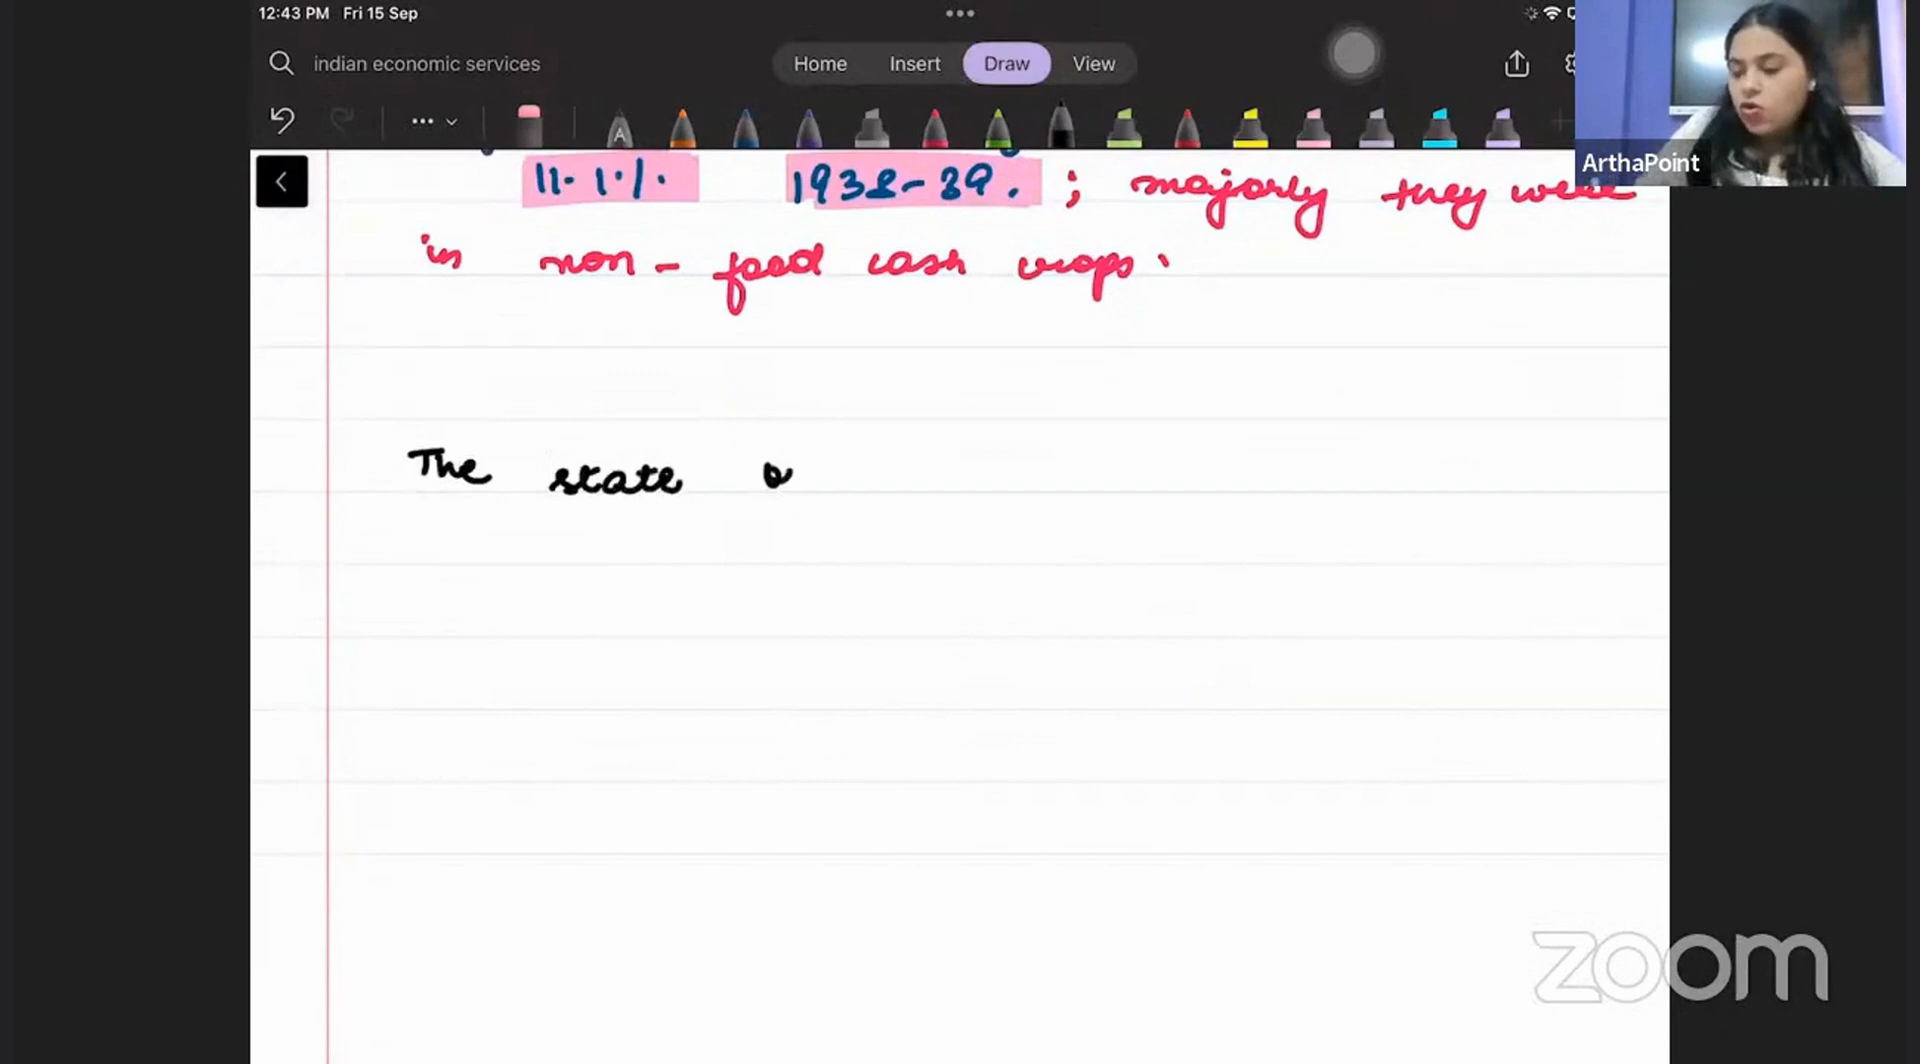 12:43 PM Fri 15 Sep
indian economic services
Home Insert Draw View
A
ArthaPoint
11.1%. 1938-39. ; majorly they were
in non-food cash crops.
The state
zoom